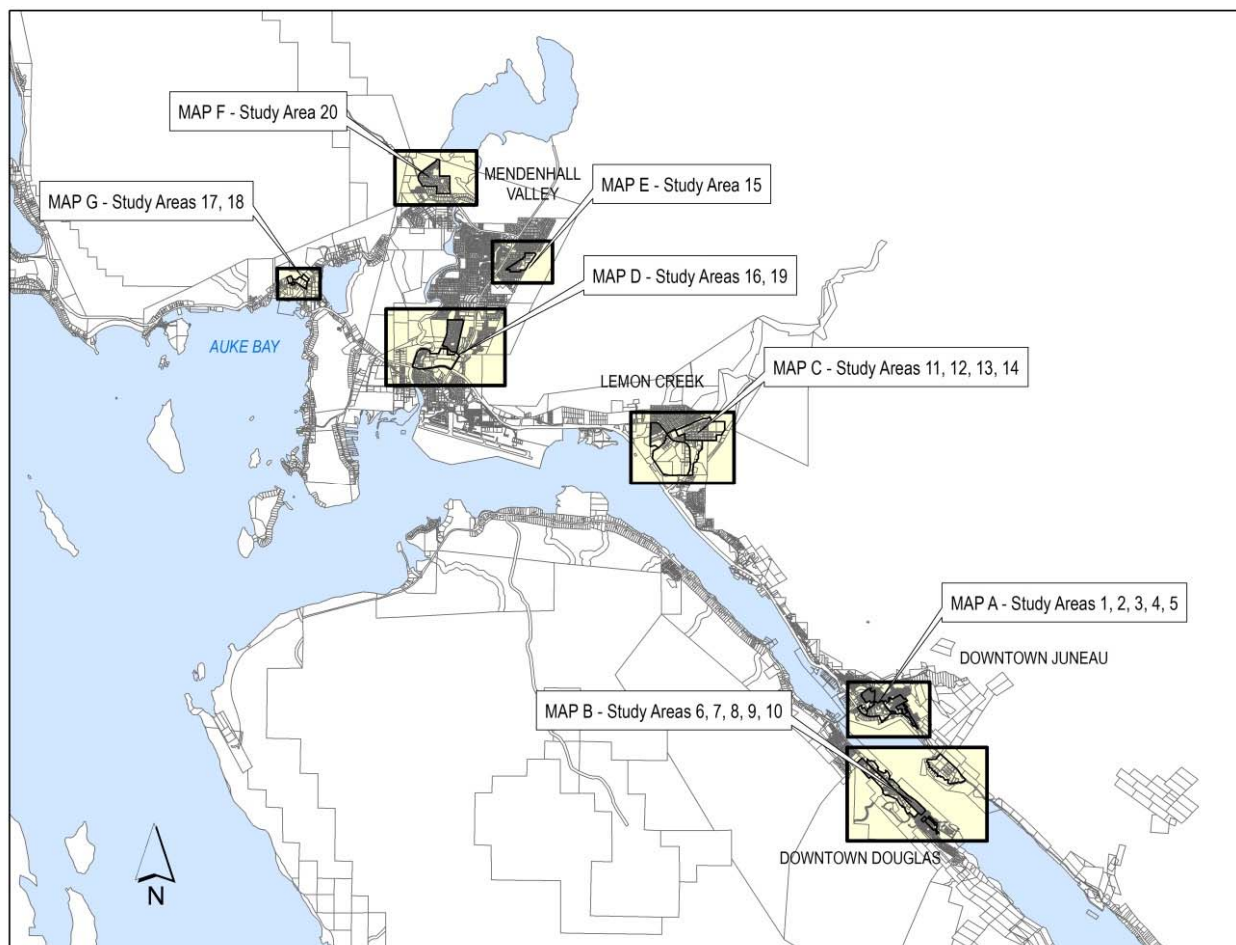 MAP F - Study Area 20
MENDENHALL
VALLEY
MAP E - Study Area 15
MAP G - Study Areas 17, 18
MAP D - Study Areas 16, 19
AUKE BAY
MAP C - Study Areas 11, 12, 13, 14
LEMON CREEK
MAP A - Study Areas 1, 2, 3, 4, 5
DOWNTOWN JUNEAU
MAP B - Study Areas 6, 7, 8, 9, 10
DOWNTOWN DOUGLAS
N